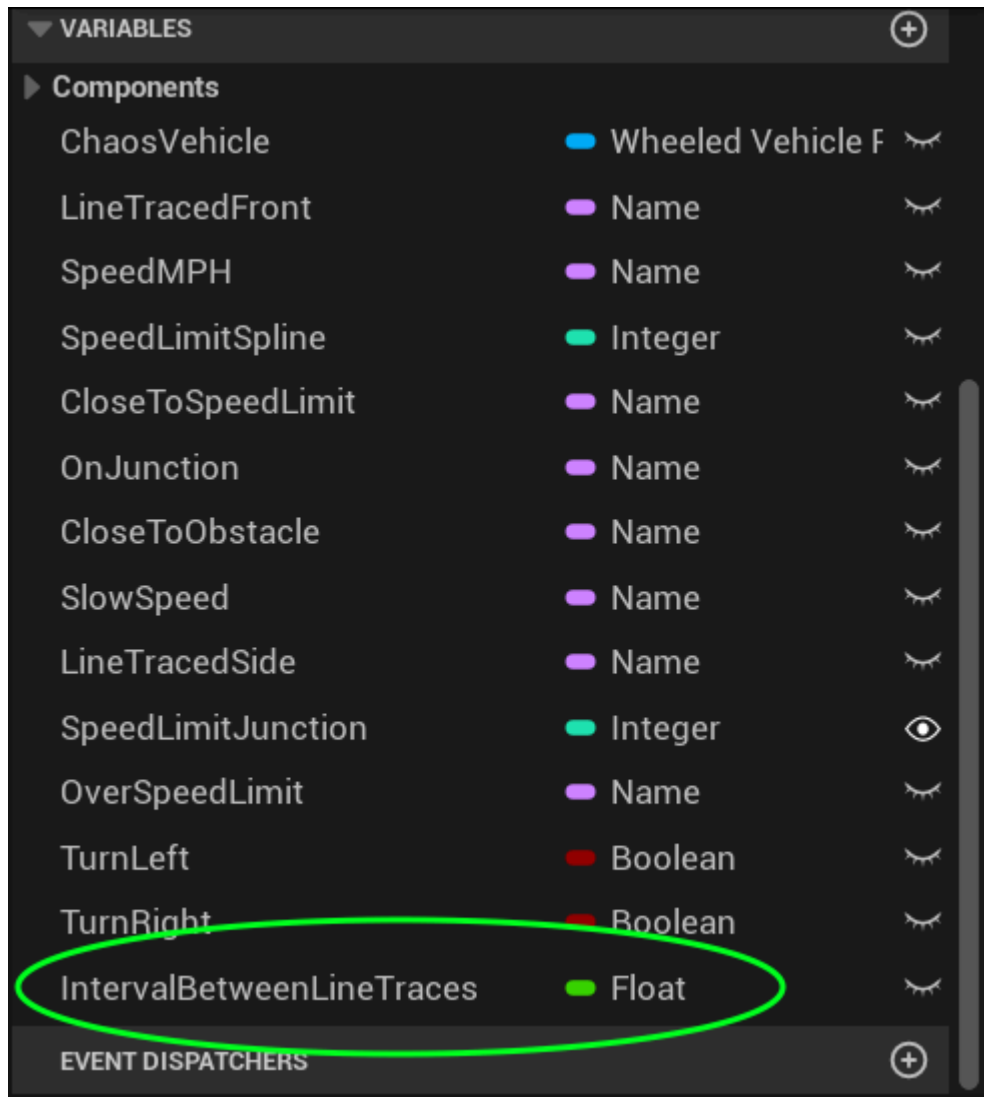 VARIABLES
Components
ChaosVehicle Wheeled Vehicle
LineTracedFront Name
SpeedMPH Name
SpeedLimitSpline Integer
CloseToSpeedLimit Name
OnJunction Name
CloseToObstacle Name
SlowSpeed Name
LineTracedSide Name
SpeedLimitJunction Integer
OverSpeedLimit Name
TurnLeft Boolean
TurnRight Boolean
IntervalBetweenLineTraces Float
EVENT DISPATCHERS